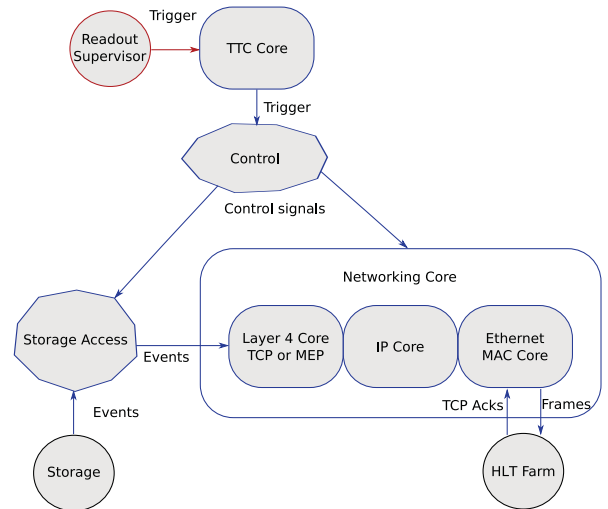 Trigger
Readout
Supervisor
TTC Core
Trigger
Control
Control signals
Networking Core
Storage Access
Events
Layer 4 Core
TCP or MEP
IP Core
Ethernet
MAC Core
Events
TCP Acks
Frames
Storage
HLT Farm